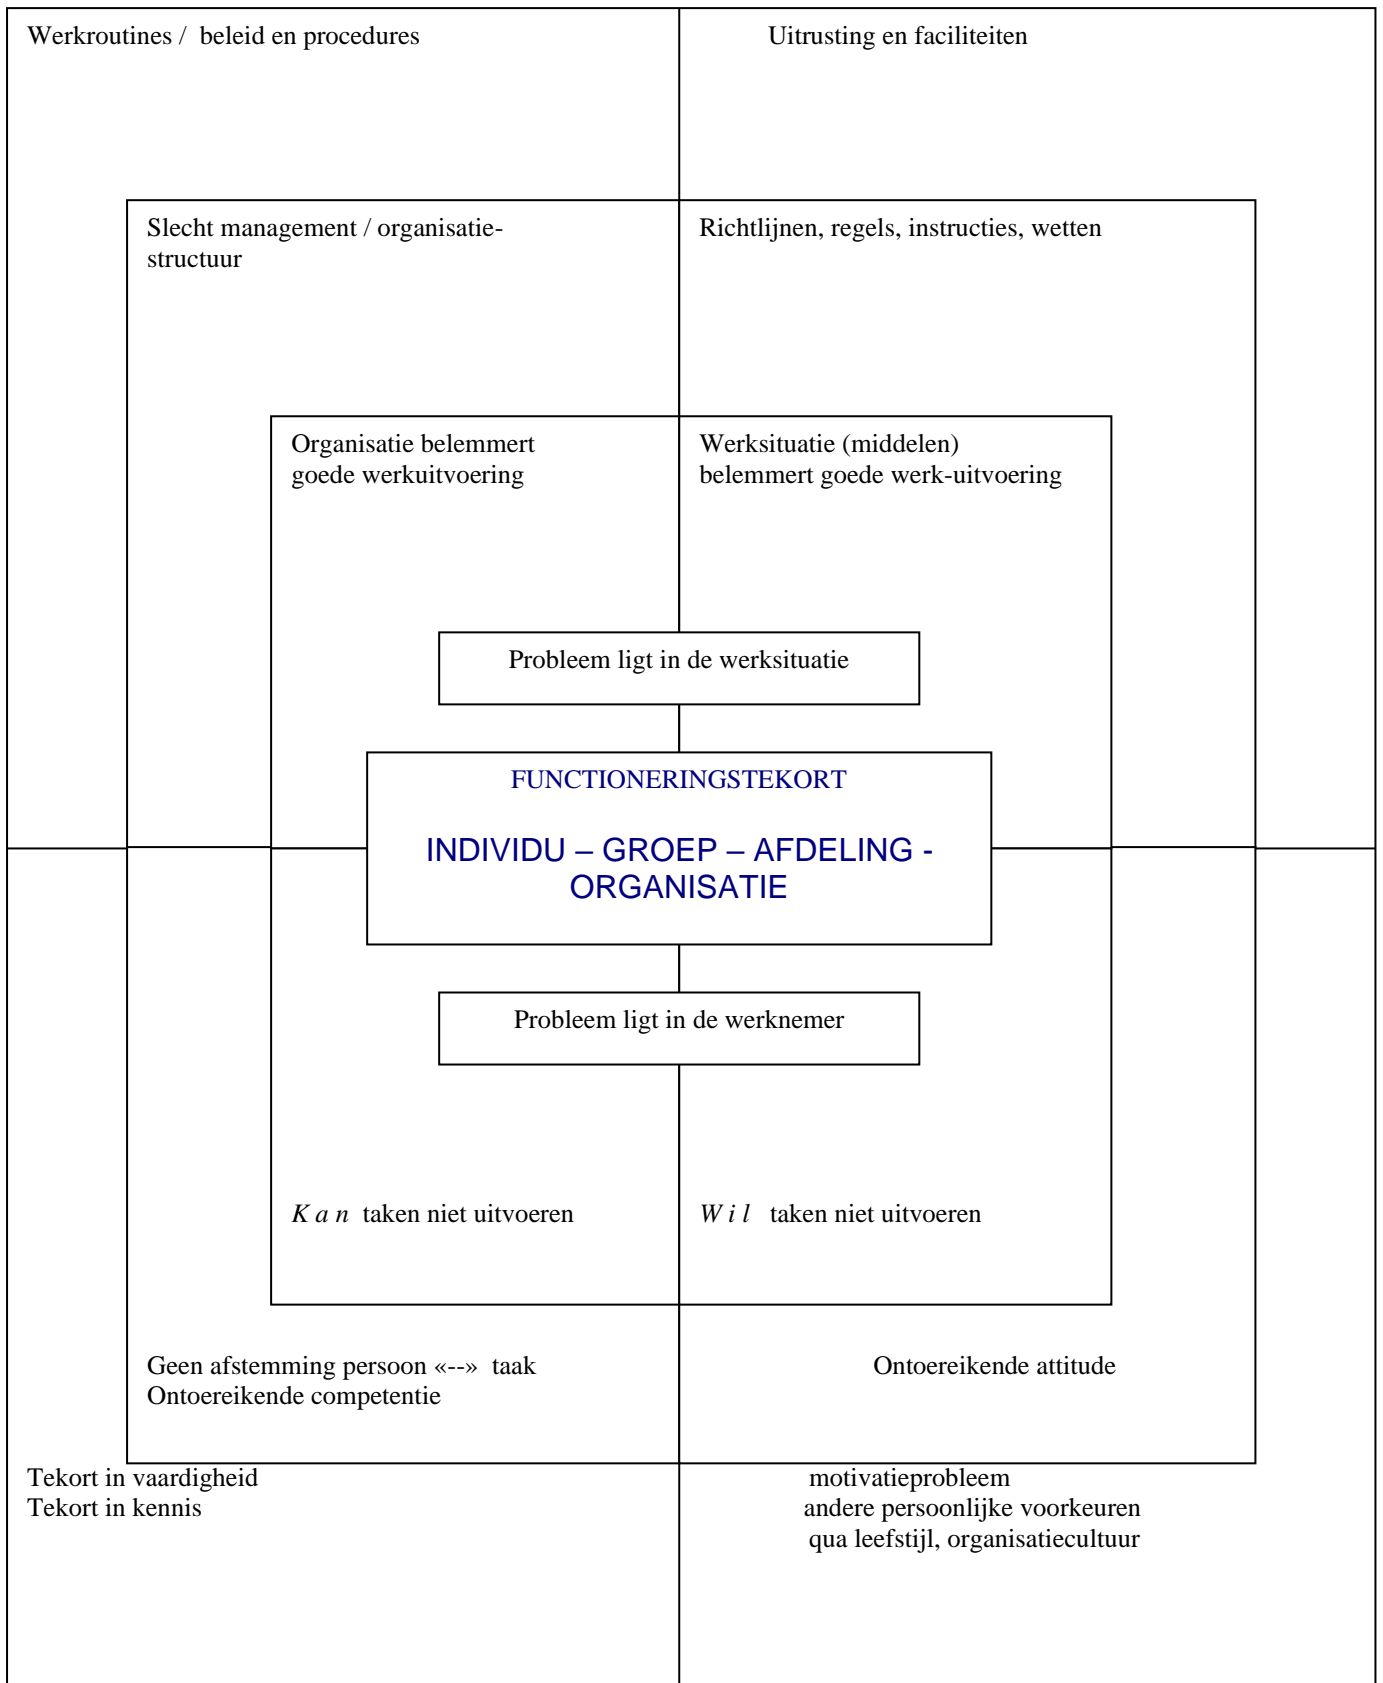 Werkroutines / beleid en procedures
Uitrusting en faciliteiten
Slecht management / organisatie-
structuur
Richtlijnen, regels, instructies, wetten
Organisatie belemmert
goede werkuitvoering
Werksituatie (middelen)
belemmert goede werk-uitvoering
Probleem ligt in de werksituatie
FUNCTIONERINGSTEKORT
INDIVIDU – GROEP – AFDELING -
ORGANISATIE
Probleem ligt in de werknemer
K a n taken niet uitvoeren
W i l taken niet uitvoeren
Geen afstemming persoon «--» taak
Ontoereikende competentie
Ontoereikende attitude
Tekort in vaardigheid
Tekort in kennis
motivatieprobleem
andere persoonlijke voorkeuren
qua leefstijl, organisatiecultuur